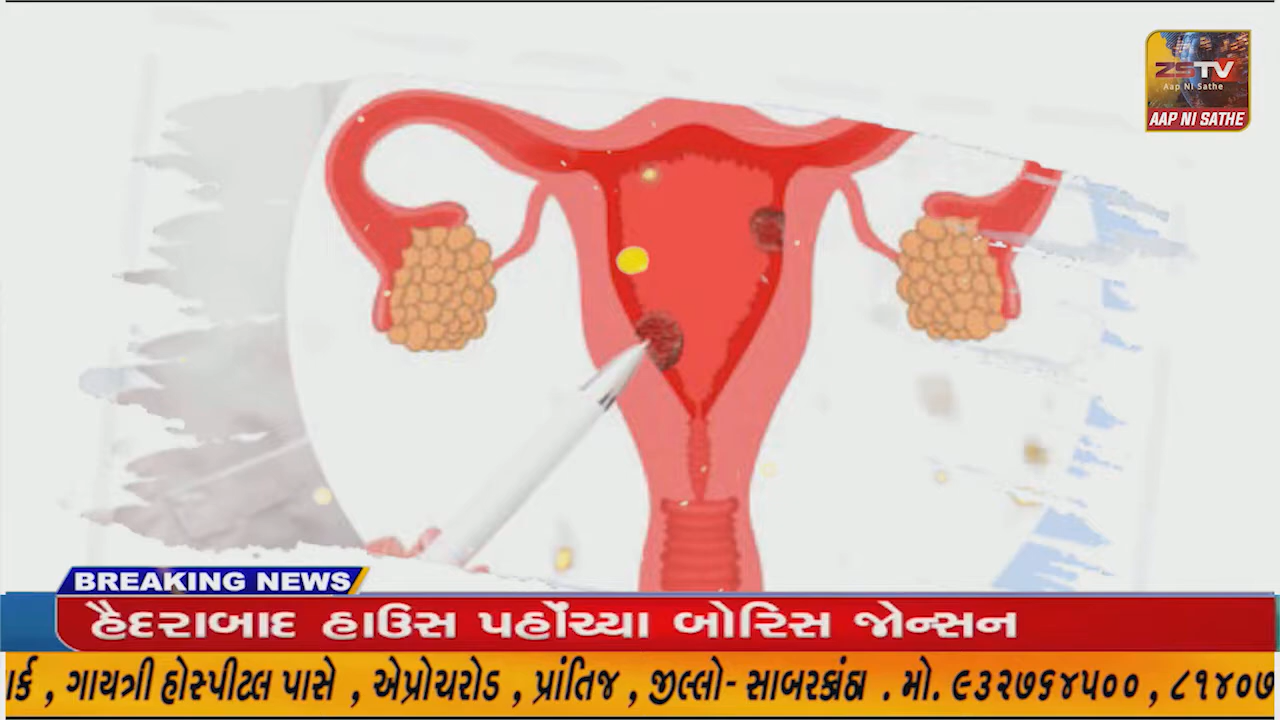 ZSTV
Aap Ni Sathe
AAP NI SATHE
BREAKING NEWS
હૈદરાબાદ હાઉસ પહોંચ્યા બોરિસ જોન્સન
ર્ક , ગાયત્રી હોસ્પીટલ પાસે , એપ્રોચરોડ , પ્રાંતિજ , જીલ્લો- સાબરકાંઠા . મો. ૯૩૨૭૬૪૫૦૦ , ૮૧૪૦૭